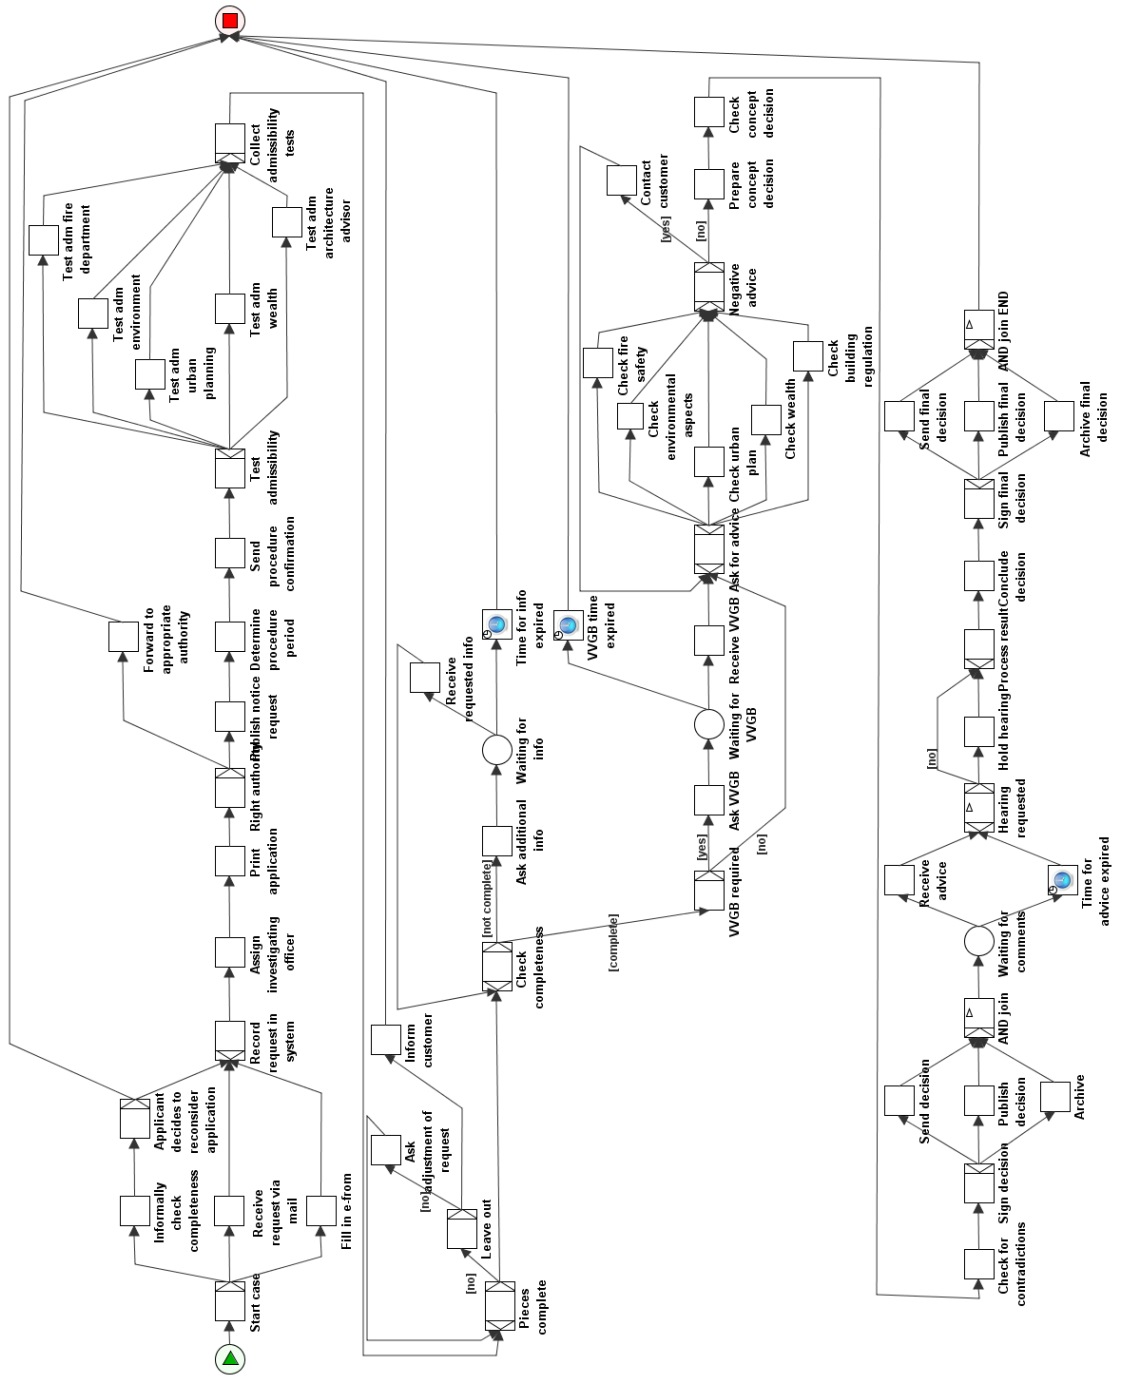 Start case
Informally
check
completeness
Receive
request via
mail
Fill in e-from
Applicant
decides to
reconsider
application
Record
request in
system
Assign
investigating
officer
Print
application
Right authority
Forward to
appropriate
authority
Publish notice
request
Determine
procedure
period
Send
procedure
confirmation
Test
admissibility
Test adm fire
department
Test adm
environment
Test adm
urban
planning
Test adm
wealth
Test adm
architecture
advisor
Collect
admissibility
tests
Pieces
complete
[no]
Leave out
[no]
Ask
adjustment of
request
Inform
customer
Check
completeness
[not complete]
[complete]
Ask additional
info
Waiting for
info
Receive
requested info
Time for info
expired
VVGB required
[yes]
[no]
Ask VVGB
Waiting for
VVGB
VVGB time
expired
Receive VVGB
Ask for advice
Check fire
safety
Check
environmental
aspects
Check urban
plan
Check wealth
Check
building
regulation
Negative
advice
[yes]
[no]
Contact
customer
Prepare
concept
decision
Check
concept
decision
Check for
contradictions
Sign decision
Send decision
Publish
decision
Archive
AND join
Waiting for
comments
Receive
advice
Time for
advice expired
Hearing
requested
[no]
Hold hearing
Process result
Conclude
decision
Sign final
decision
Send final
decision
Publish final
decision
Archive final
decision
AND join END